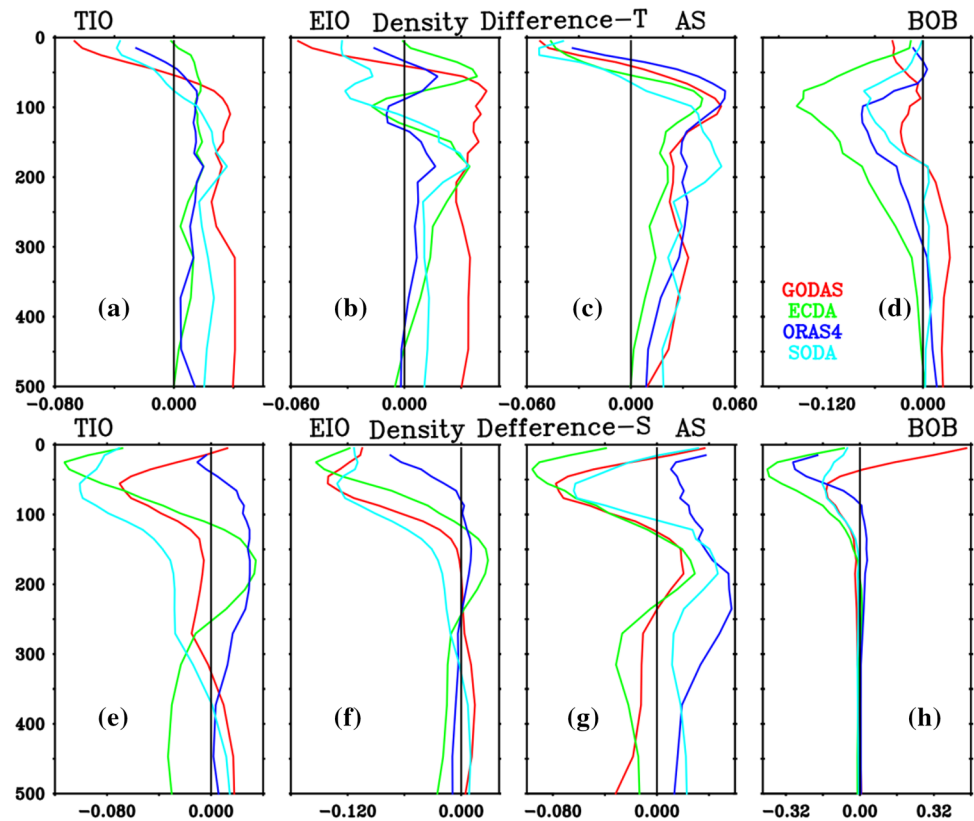 TIO EIO Density Difference-T AS BOB
0
100
200
300
400
500
(a) (b) (c) (d)
GODAS
ECDA
ORAS4
SODA
-0.080 0.000 -0.060 0.000 -0.060 0.000 0.060 -0.120 0.000
TIO EIO Density Defference-S AS BOB
0
100
200
300
400
500
(e) (f) (g) (h)
-0.080 0.000 -0.120 0.000 -0.080 0.000 -0.32 0.00 0.32